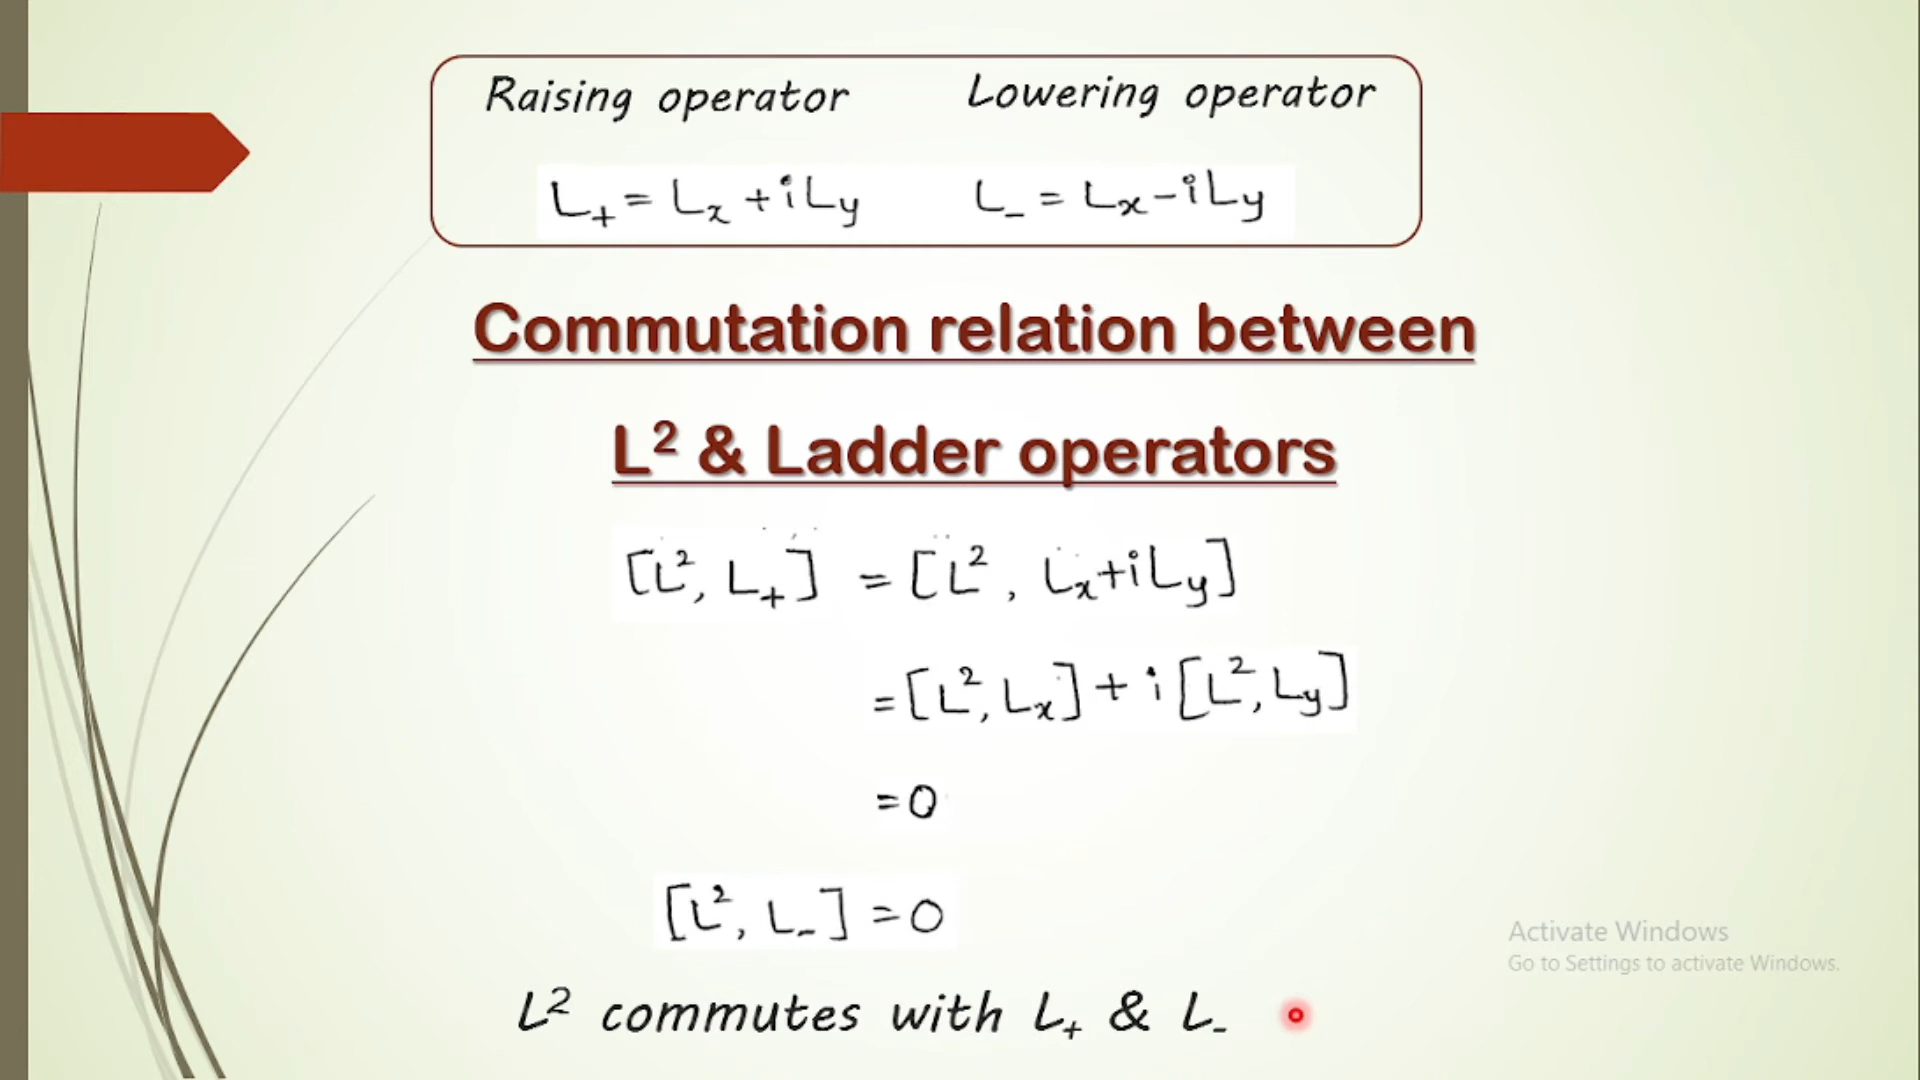 Raising operator Lowering operator
L₊ = Lₓ + iLy L₋ = Lₓ - iLy
Commutation relation between
L² & Ladder operators
[L², L₊] = [L², Lₓ+iLy]
= [L², Lₓ] + i[L², Ly]
= 0
[L², L₋] = 0
L² commutes with L₊ & L₋
Activate Windows
Go to Settings to activate Windows.